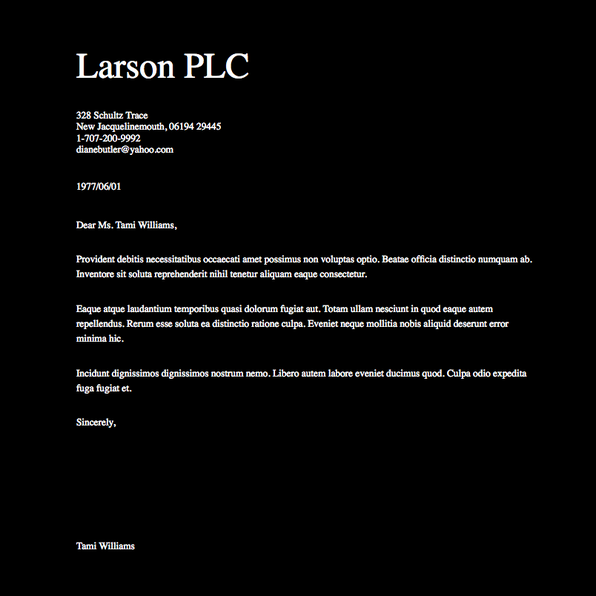 Larson PLC
328 Schultz Trace
New Jacquelinemouth, 06194 29445
1-707-200-9992
dianebutler@yahoo.com
1977/06/01
Dear Ms. Tami Williams,
Provident debitis necessitatibus occaecati amet possimus non voluptas optio. Beatae officia distinctio numquam ab.
Inventore sit soluta reprehenderit nihil tenetur aliquam eaque consectetur.
Eaque atque laudantium temporibus quasi dolorum fugiat aut. Totam ullam nesciunt in quod eaque autem
repellendus. Rerum esse soluta ea distinctio ratione culpa. Eveniet neque mollitia nobis aliquid deserunt error
minima hic.
Incidunt dignissimos dignissimos nostrum nemo. Libero autem labore eveniet ducimus quod. Culpa odio expedita
fuga fugiat et.
Sincerely,
Tami Williams